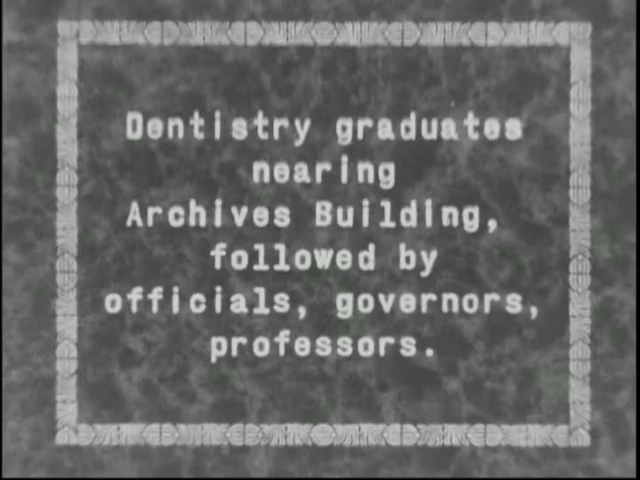 Dentistry graduates
nearing
Archives Building,
followed by
officials, governors,
professors.